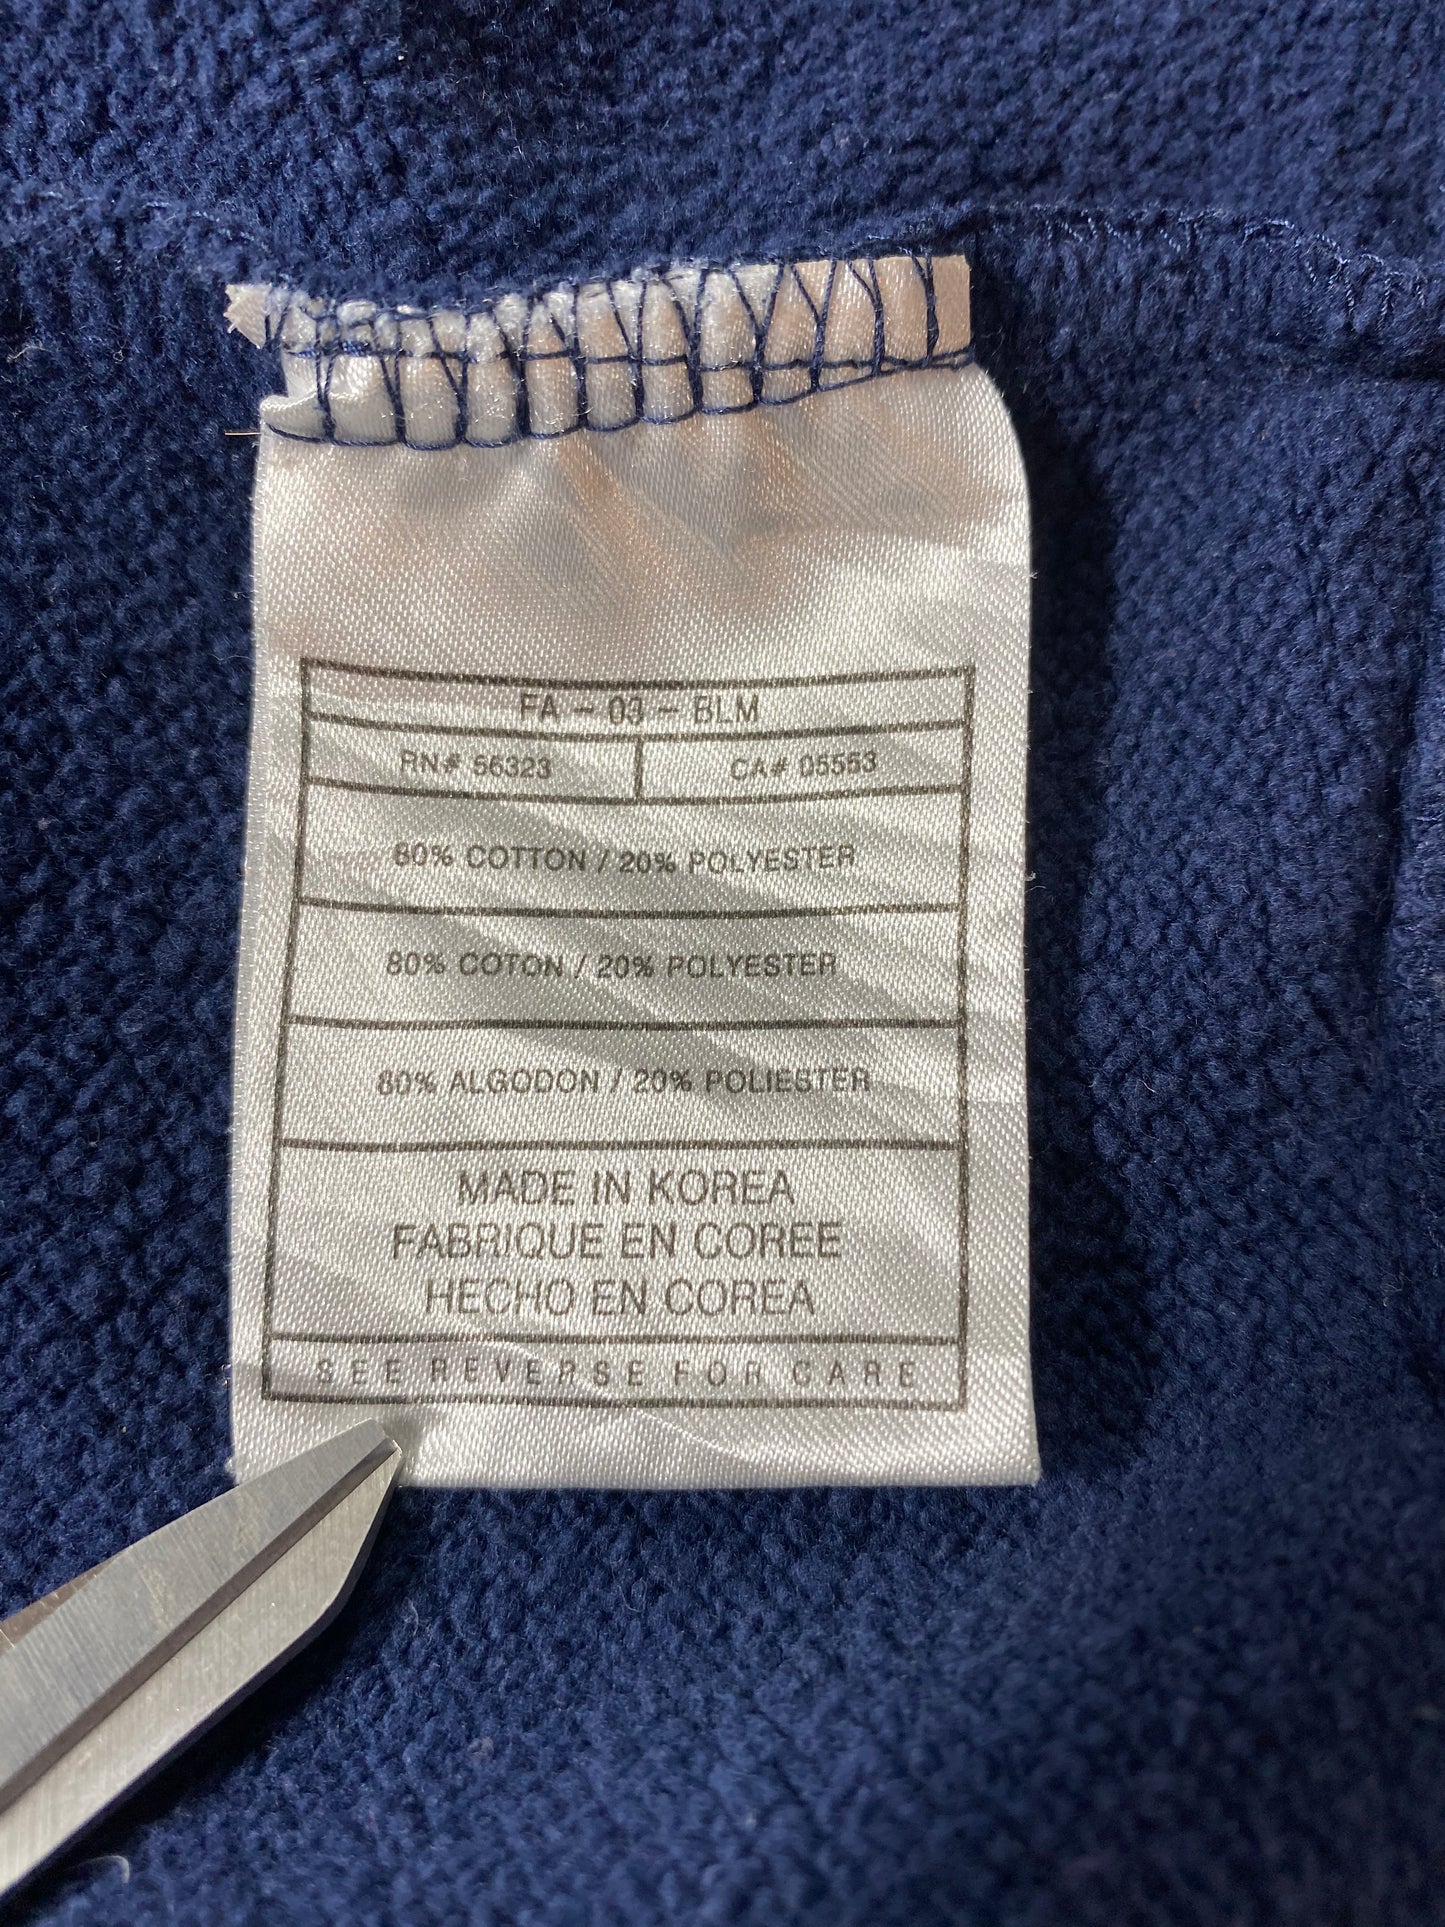 FA - 03 - BLM
RN# 56323 CA# 05553
80% COTTON / 20% POLYESTER
80% COTON / 20% POLYESTER
80% ALGODON / 20% POLIESTER
MADE IN KOREA
FABRIQUE EN COREE
HECHO EN COREA
SEE REVERSE FOR CARE